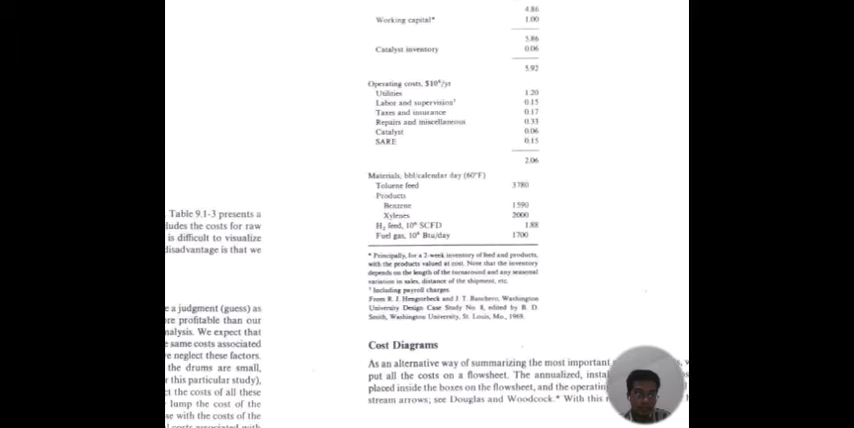 4.86
Working capital* 1.00
5.86
Catalyst inventory 0.06
5.92
Operating costs, $10⁶/yr
Utilities 1.20
Labor and supervision† 0.15
Taxes and insurance 0.17
Repairs and miscellaneous 0.33
Catalyst 0.06
SARE 0.15
2.06
Materials, bbl/calendar day (60°F)
Toluene feed 3780
Products
Benzene 1590
Xylenes 2000
H₂ feed, 10⁶ SCFD 1.88
Fuel gas, 10⁶ Btu/day 1700
* Principally, for a 2-week inventory of feed and products,
with the products valued at cost. Note that the inventory
depends on the length of the turnaround and any seasonal
variation in sales, distance of the shipment, etc.
† Including payroll charges.
From R. J. Hengstebeck and J. T. Banchero, Washington
University Design Case Study No. 8, edited by B. D.
Smith, Washington University, St. Louis, Mo., 1969.
Cost Diagrams
As an alternative way of summarizing the most important
put all the costs on a flowsheet. The annualized,
placed inside the boxes on the flowsheet, and the
stream arrows; see Douglas and Woodcock.* With this
Table 9.1-3 presents a
ludes the costs for raw
is difficult to visualize
disadvantage is that we
e a judgment (guess) as
re profitable than our
nalysis. We expect that
same costs associated
e neglect these factors.
the drums are small,
r this particular study),
ct the costs of all these
lump the cost of the
se with the costs of the